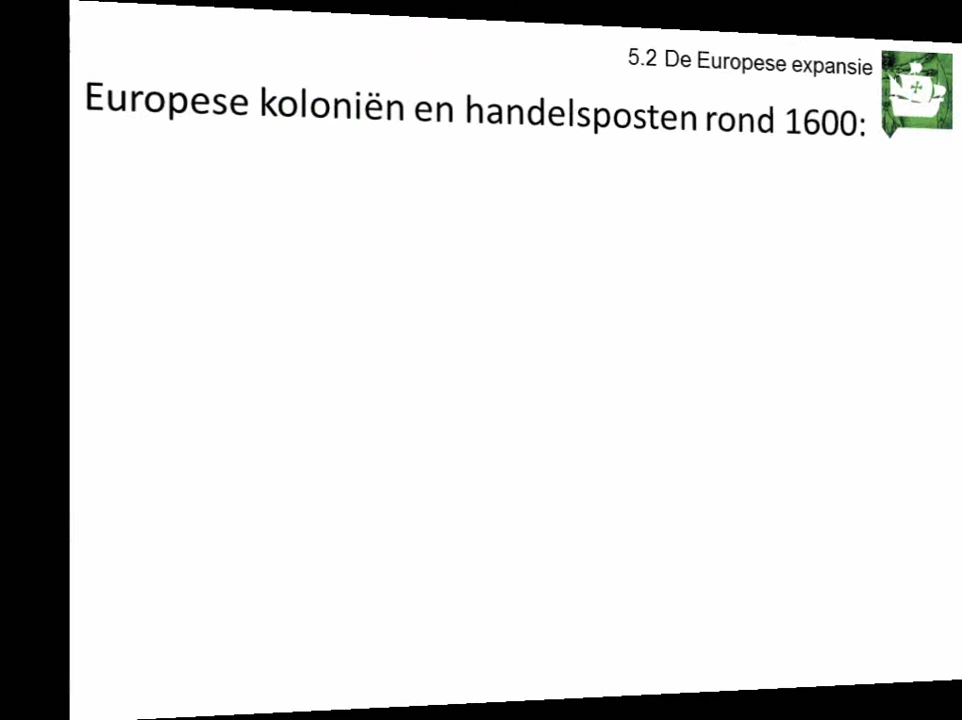 5.2 De Europese expansie
Europese koloniën en handelsposten rond 1600: